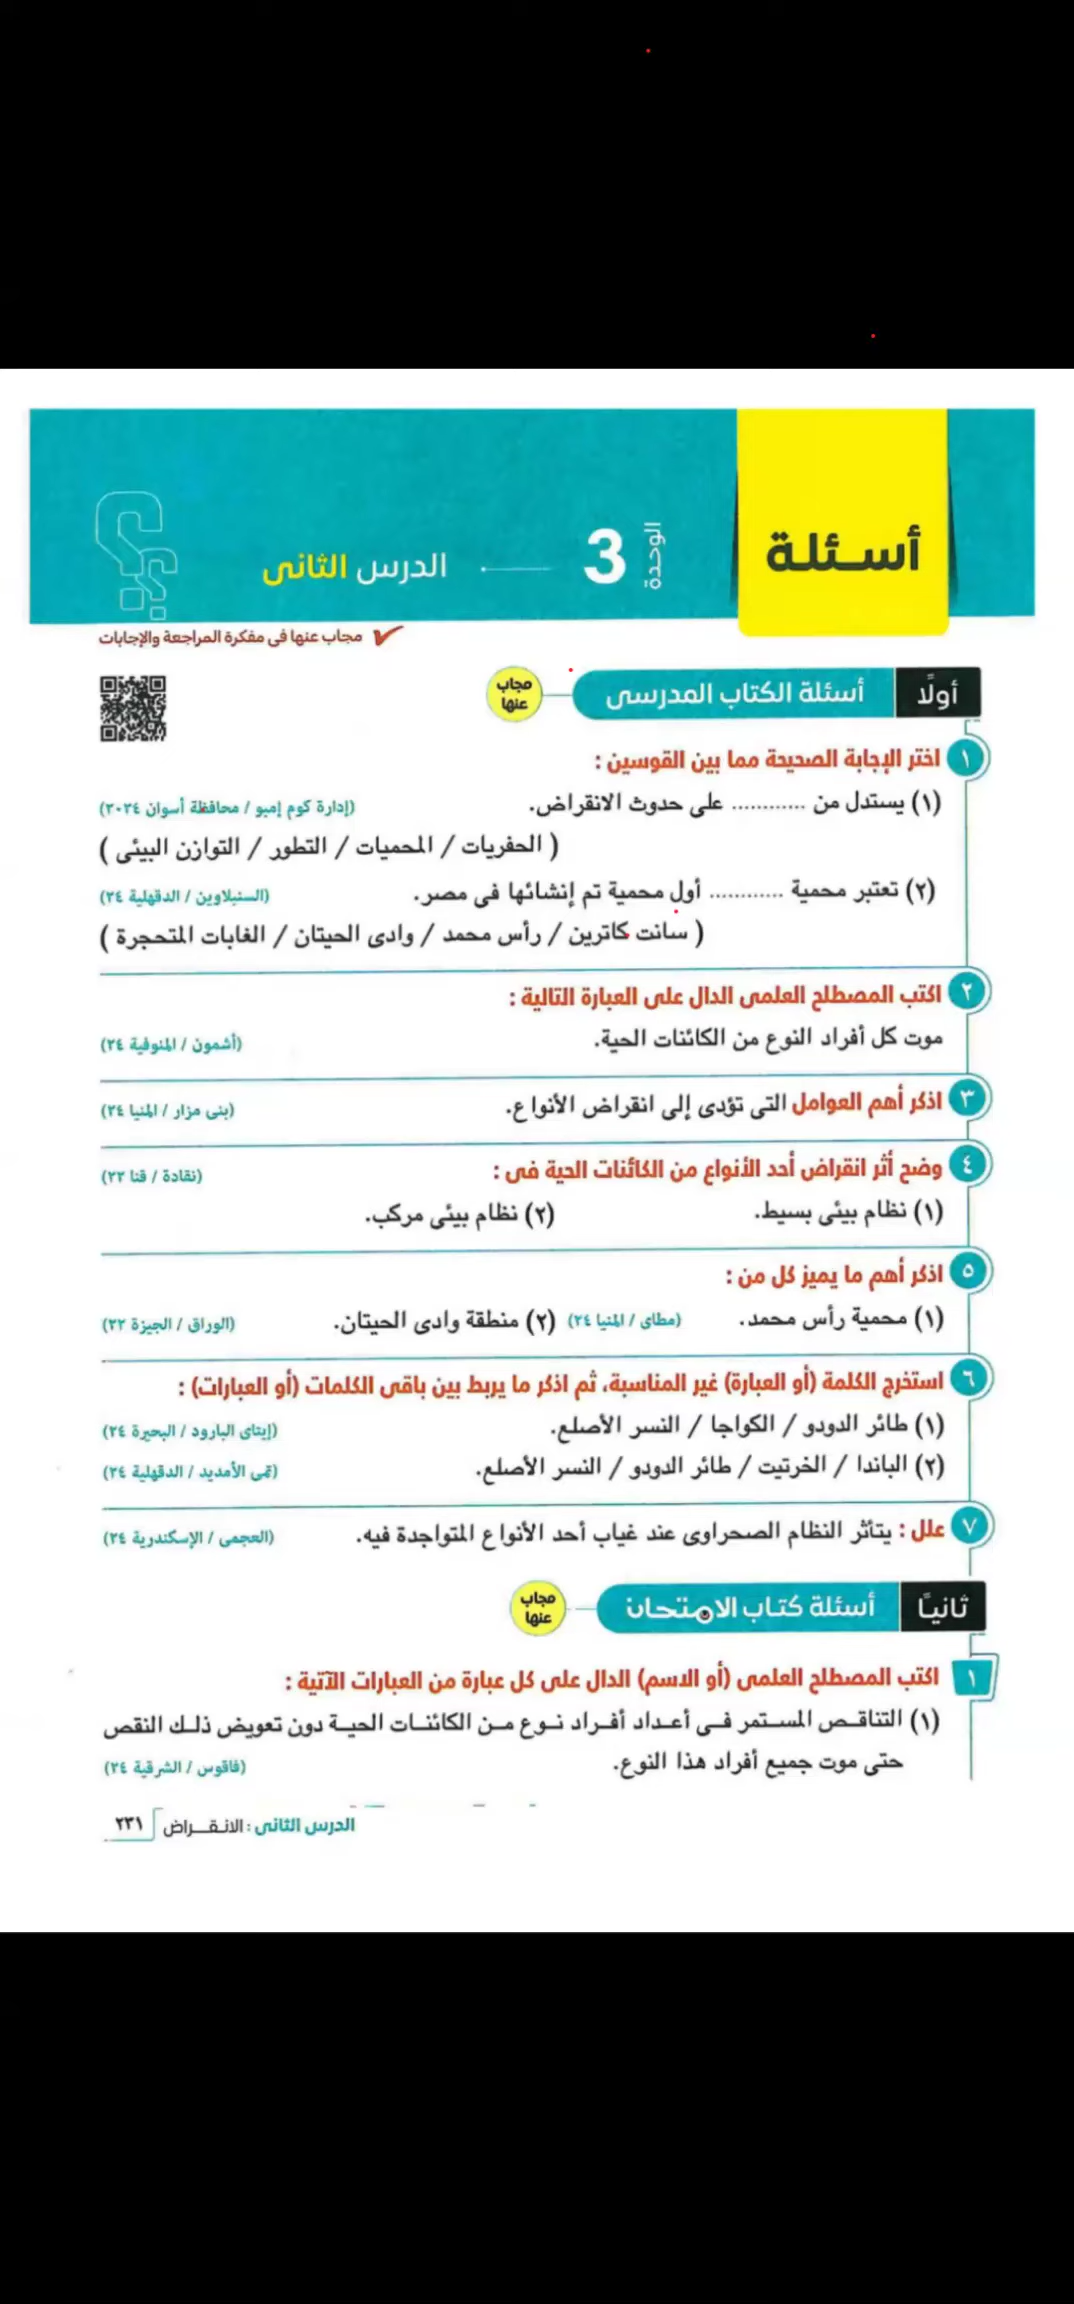 أسئلة
الوحدة 3 الدرس الثانى
مجاب عنها فى مفكرة المراجعة والإجابات
أولًا أسئلة الكتاب المدرسى مجاب عنها
١ اختر الإجابة الصحيحة مما بين القوسين :
(١) يستدل من ............ على حدوث الانقراض. (إدارة كوم إمبو / محافظة أسوان ٢٠٢٤)
( الحفريات / المحميات / التطور / التوازن البيئى )
(٢) تعتبر محمية ............ أول محمية تم إنشائها فى مصر. (السنبلاوين / الدقهلية ٢٤)
( سانت كاترين / رأس محمد / وادى الحيتان / الغابات المتحجرة )
٢ اكتب المصطلح العلمى الدال على العبارة التالية :
موت كل أفراد النوع من الكائنات الحية. (أشمون / المنوفية ٢٤)
٣ اذكر أهم العوامل التى تؤدى إلى انقراض الأنواع. (بنى مزار / المنيا ٢٤)
٤ وضح أثر انقراض أحد الأنواع من الكائنات الحية فى : (نقادة / قنا ٢٣)
(١) نظام بيئى بسيط. (٢) نظام بيئى مركب.
٥ اذكر أهم ما يميز كل من :
(١) محمية رأس محمد. (مطاى / المنيا ٢٤) (٢) منطقة وادى الحيتان. (الوراق / الجيزة ٢٢)
٦ استخرج الكلمة (أو العبارة) غير المناسبة، ثم اذكر ما يربط بين باقى الكلمات (أو العبارات) :
(١) طائر الدودو / الكواجا / النسر الأصلع. (إيتاى البارود / البحيرة ٢٤)
(٢) الباندا / الخرتيت / طائر الدودو / النسر الأصلع. (تمى الأمديد / الدقهلية ٢٤)
٧ علل : يتأثر النظام الصحراوى عند غياب أحد الأنواع المتواجدة فيه. (العجمى / الإسكندرية ٢٤)
ثانيًا أسئلة كتاب الامتحان مجاب عنها
١ اكتب المصطلح العلمى (أو الاسم) الدال على كل عبارة من العبارات الآتية :
(١) التناقص المستمر فى أعداد أفراد نوع من الكائنات الحية دون تعويض ذلك النقص
حتى موت جميع أفراد هذا النوع. (فاقوس / الشرقية ٢٤)
الدرس الثانى : الانقراض ٢٣١